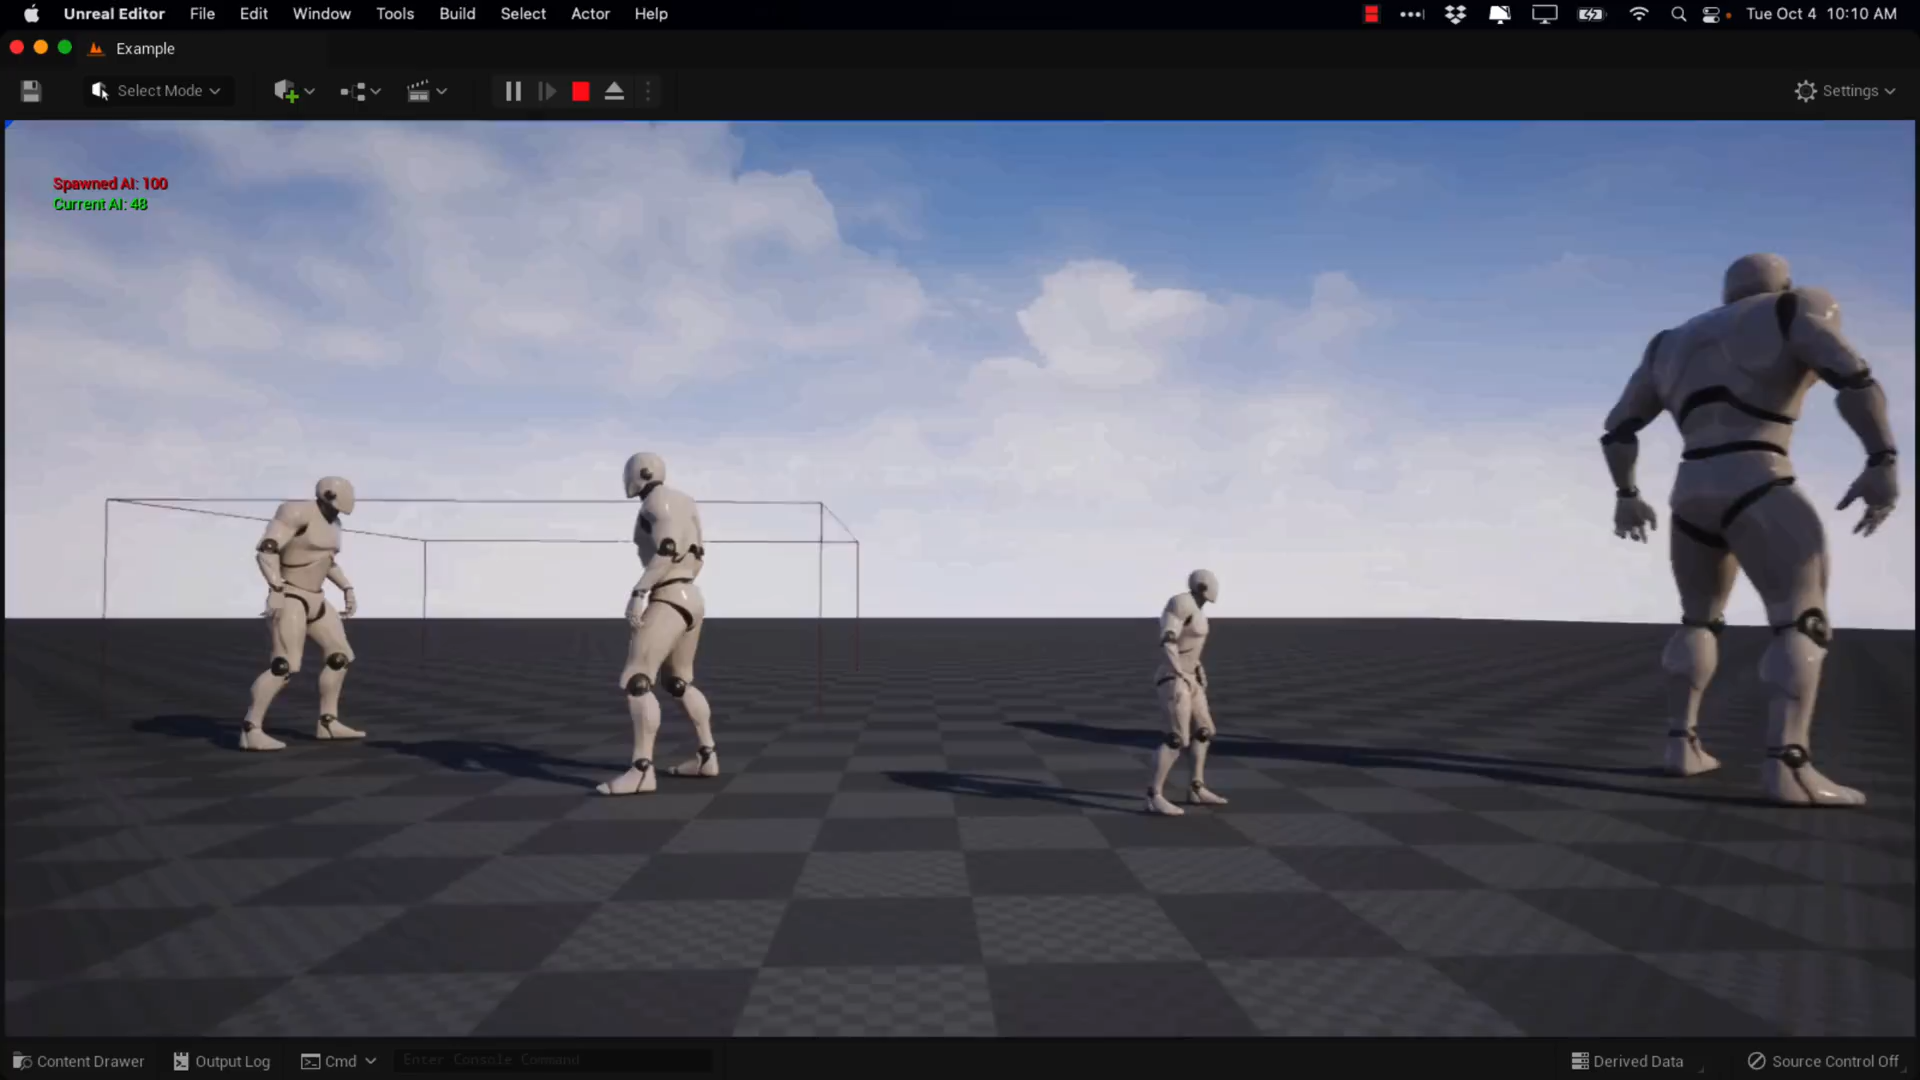 Unreal Editor File Edit Window Tools Build Select Actor Help Tue Oct 4 10:10 AM
Example
Select Mode Settings
Spawned AI: 100
Current AI: 48
Content Drawer Output Log Cmd Enter Console Command Derived Data Source Control Off